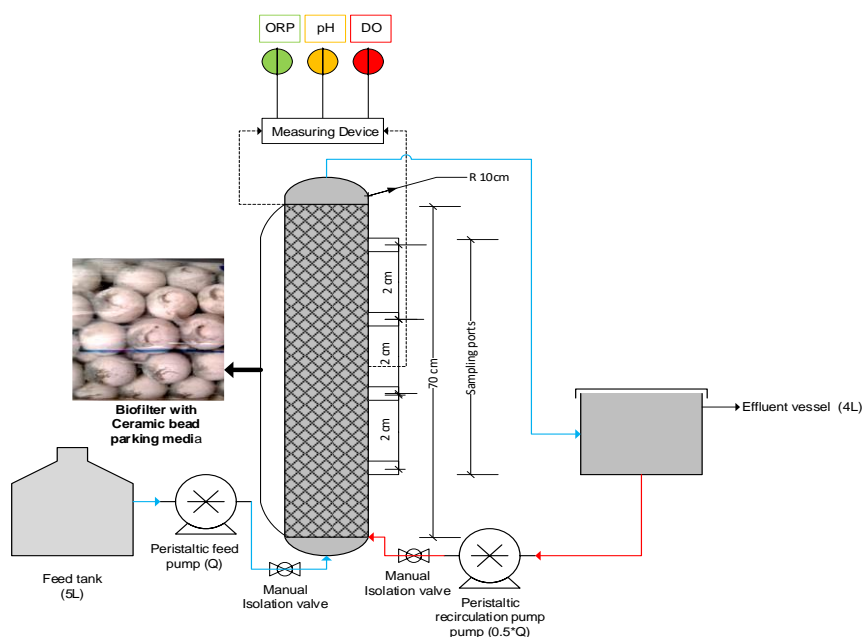 ORP pH DO
Measuring Device
R 10cm
2 cm
2 cm
2 cm
70 cm
Sampling ports
Biofilter with
Ceramic bead
parking media
Effluent vessel (4L)
Feed tank
(5L)
Peristaltic feed
pump (Q)
Manual
Isolation valve
Manual
Isolation valve
Peristaltic
recirculation pump
pump (0.5*Q)